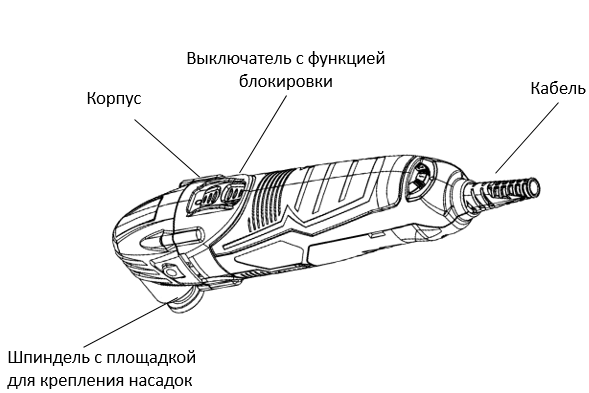 Выключатель с функцией
блокировки
Корпус
Кабель
Шпиндель с площадкой
для крепления насадок